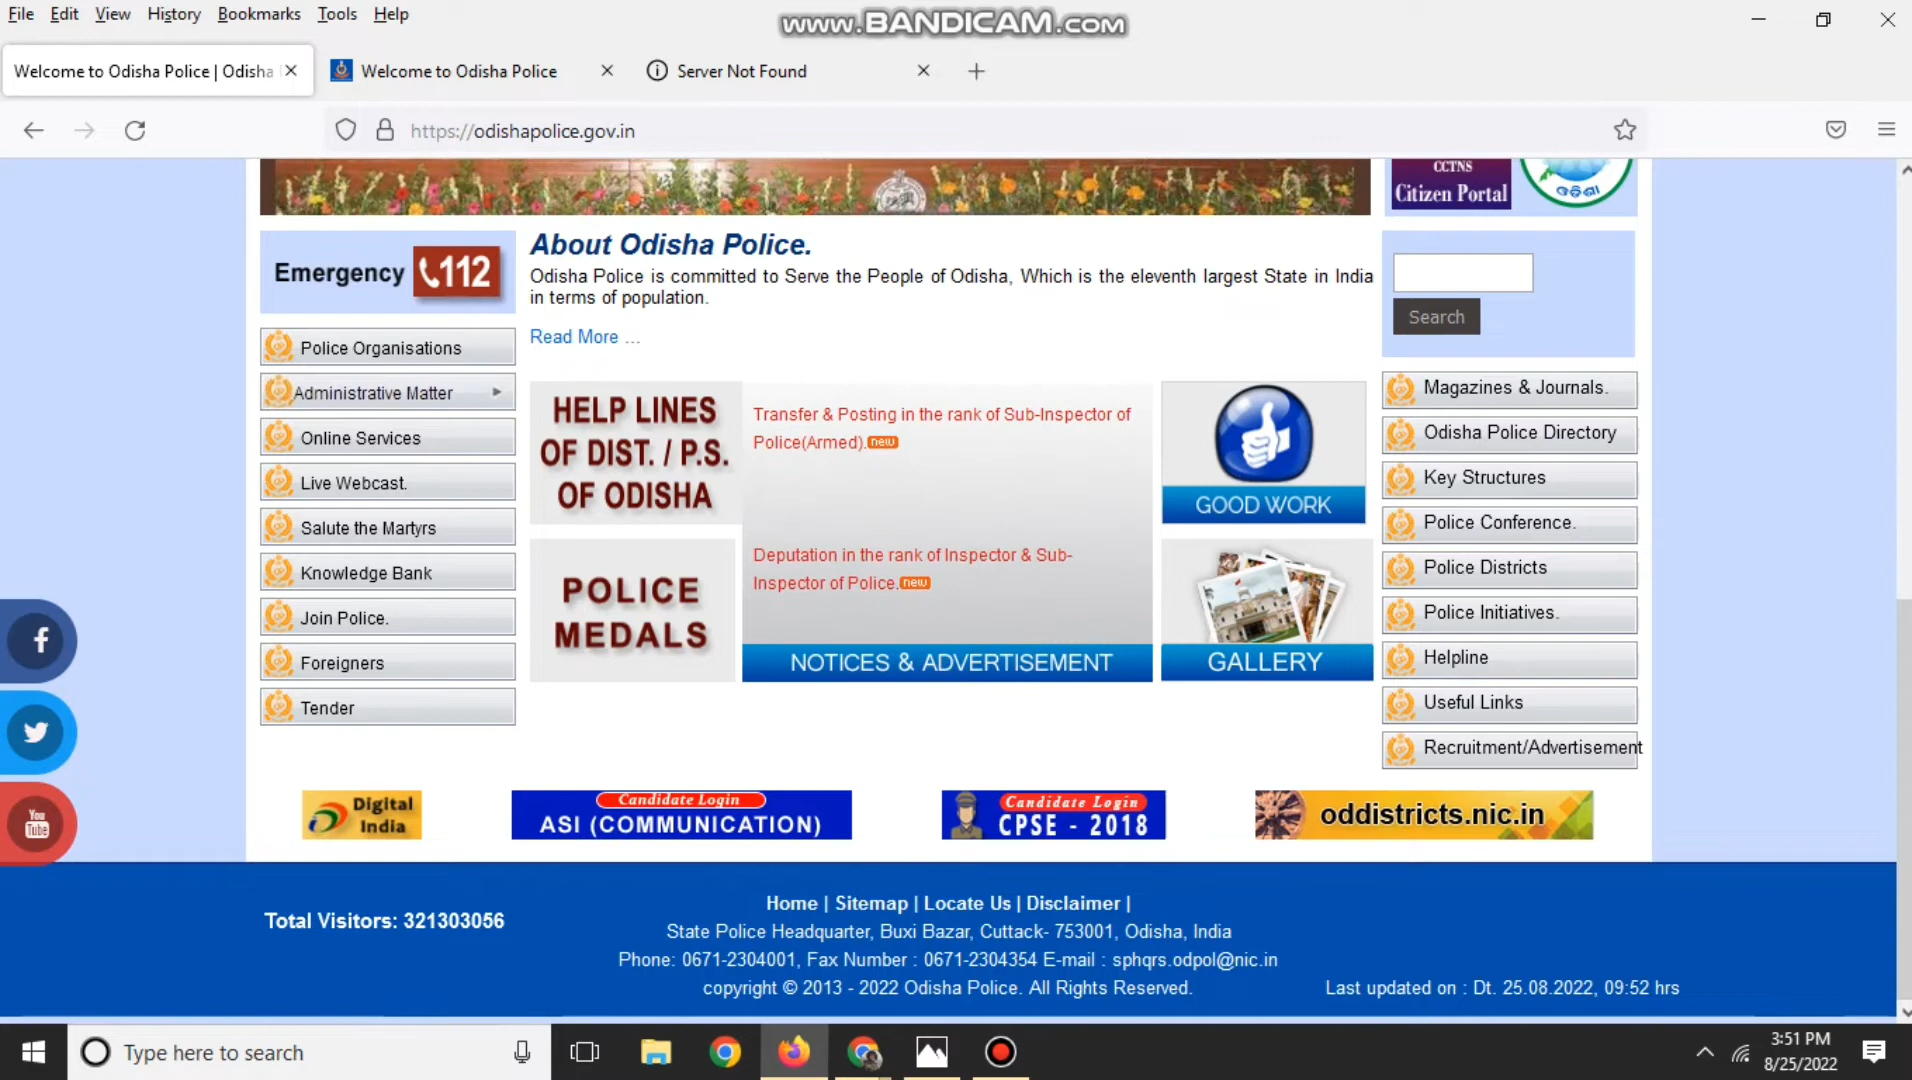 File Edit View History Bookmarks Tools Help
www.BANDICAM.com
Welcome to Odisha Police | Odisha
Welcome to Odisha Police
Server Not Found
https://odishapolice.gov.in
CCTNS
Citizen Portal
ଓଡ଼ିଶା
Emergency 112
About Odisha Police.
Odisha Police is committed to Serve the People of Odisha, Which is the eleventh largest State in India
in terms of population.
Read More ...
Search
Police Organisations
Administrative Matter
Online Services
Live Webcast.
Salute the Martyrs
Knowledge Bank
Join Police.
Foreigners
Tender
HELP LINES
OF DIST. / P.S.
OF ODISHA
POLICE
MEDALS
Transfer & Posting in the rank of Sub-Inspector of
Police(Armed). new
Deputation in the rank of Inspector & Sub-
Inspector of Police. new
NOTICES & ADVERTISEMENT
GOOD WORK
GALLERY
Magazines & Journals.
Odisha Police Directory
Key Structures
Police Conference.
Police Districts
Police Initiatives.
Helpline
Useful Links
Recruitment/Advertisement
You
Tube
Digital
India
Candidate Login
ASI (COMMUNICATION)
Candidate Login
CPSE - 2018
oddistricts.nic.in
Total Visitors: 321303056
Home | Sitemap | Locate Us | Disclaimer |
State Police Headquarter, Buxi Bazar, Cuttack- 753001, Odisha, India
Phone: 0671-2304001, Fax Number : 0671-2304354 E-mail : sphqrs.odpol@nic.in
copyright © 2013 - 2022 Odisha Police. All Rights Reserved.
Last updated on : Dt. 25.08.2022, 09:52 hrs
Type here to search
3:51 PM
8/25/2022